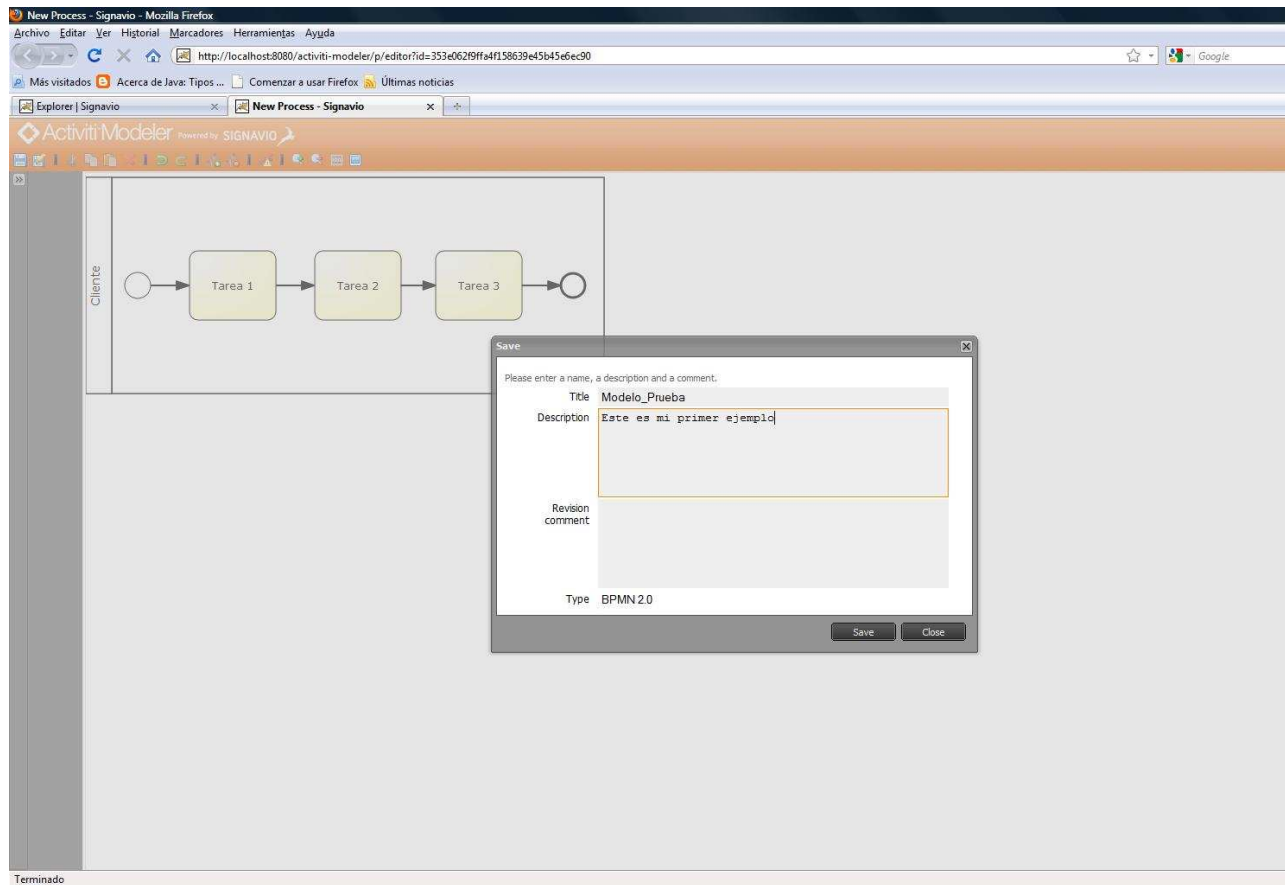 New Process - Signavio - Mozilla Firefox
Archivo Editar Ver Historial Marcadores Herramientas Ayuda
http://localhost:8080/activiti-modeler/p/editor?id=353e062f9ffa4f158639e45b45e6ec90
Google
Más visitados Acerca de Java: Tipos ... Comenzar a usar Firefox Últimas noticias
Explorer | Signavio
New Process - Signavio
Activiti Modeler Powered by SIGNAVIO
Cliente
Tarea 1
Tarea 2
Tarea 3
Save
Please enter a name, a description and a comment.
Title Modelo_Prueba
Description Este es mi primer ejemplo
Revision
comment
Type BPMN 2.0
Save Close
Terminado